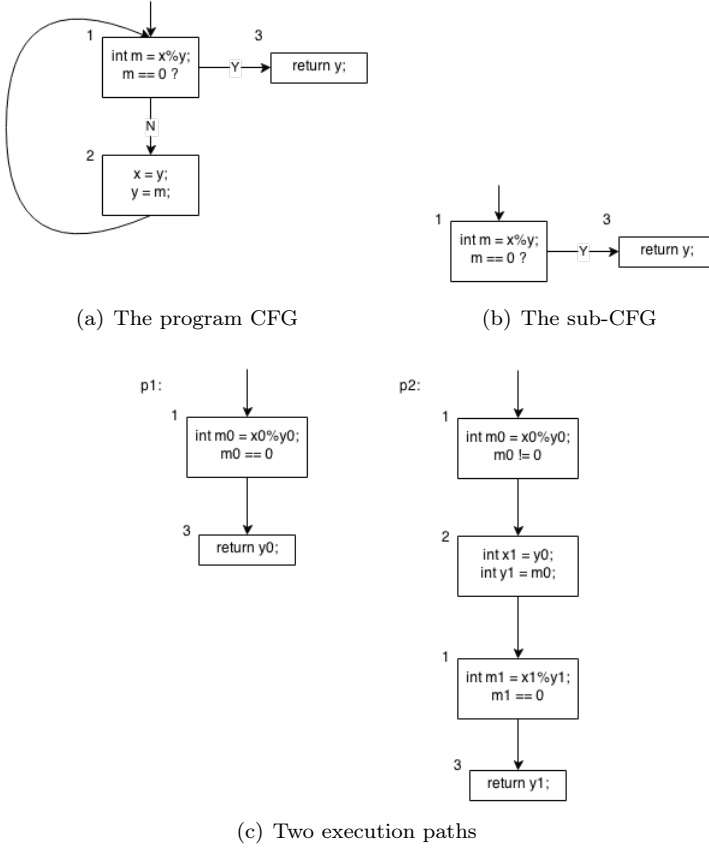 1
3
int m = x%y;
m == 0 ?
Y
return y;
N
2
x = y;
y = m;
1
3
int m = x%y;
m == 0 ?
Y
return y;
(a) The program CFG
(b) The sub-CFG
p1:
1
int m0 = x0%y0;
m0 == 0
3
return y0;
p2:
1
int m0 = x0%y0;
m0 != 0
2
int x1 = y0;
int y1 = m0;
1
int m1 = x1%y1;
m1 == 0
3
return y1;
(c) Two execution paths